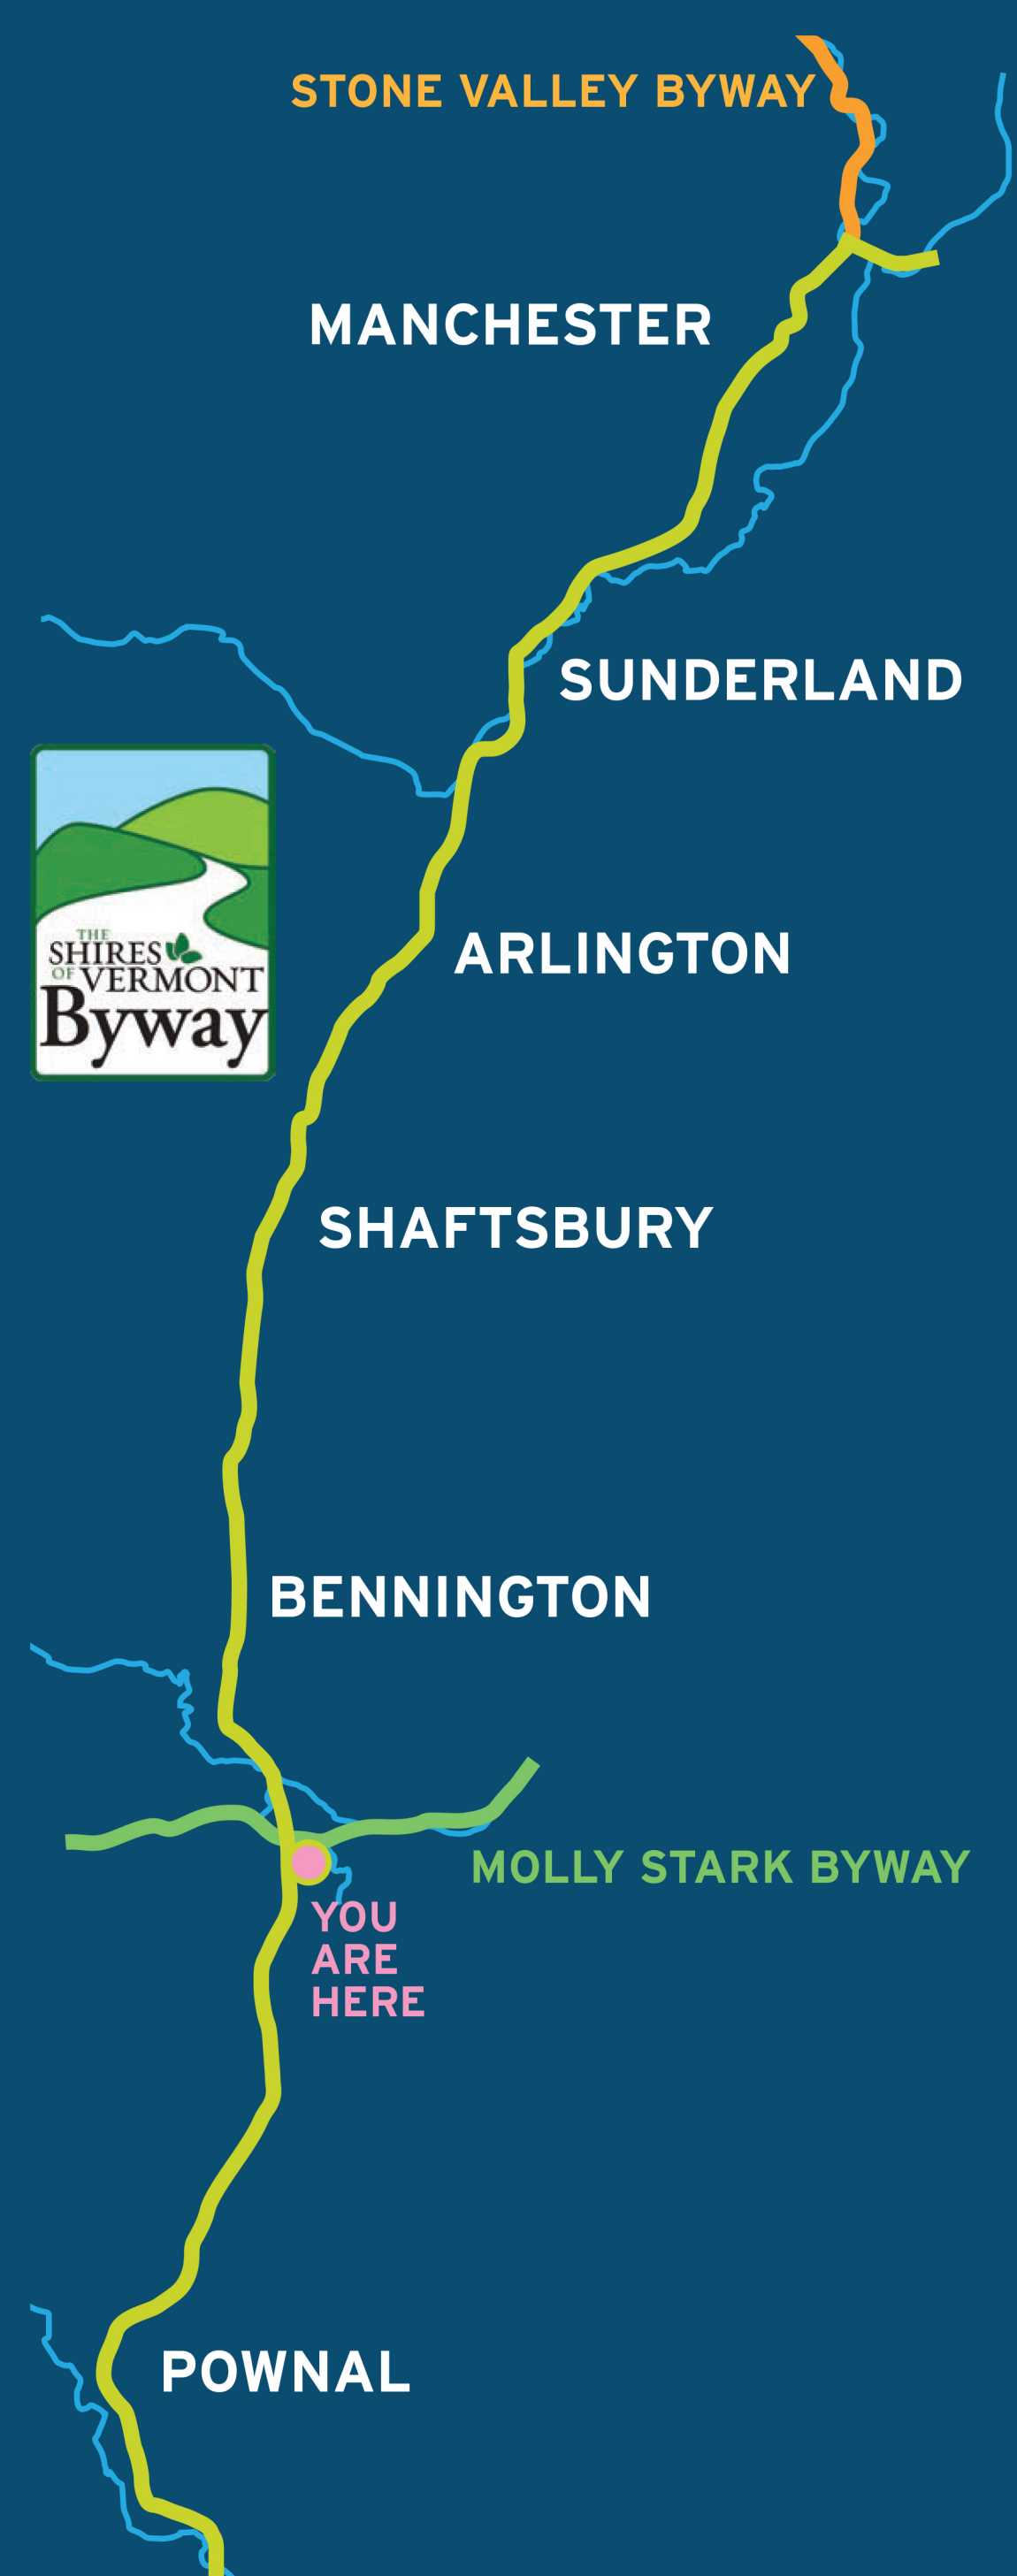 STONE VALLEY BYWAY
MANCHESTER
SUNDERLAND
THE
SHIRES
OF VERMONT
Byway
ARLINGTON
SHAFTSBURY
BENNINGTON
MOLLY STARK BYWAY
YOU
ARE
HERE
POWNAL